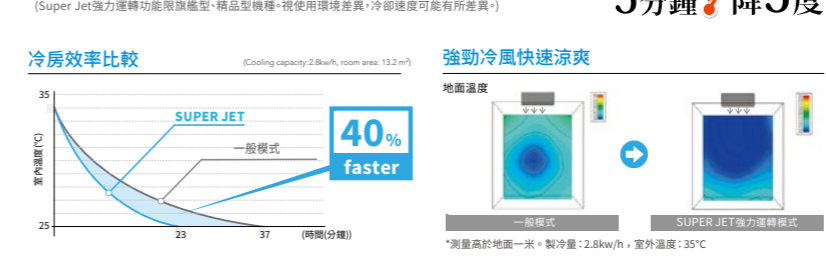 (Super Jet強力運轉功能限旗艦型、精品型機種。視使用環境差異，冷卻速度可能有所差異。)
5分鐘 降5度
冷房效率比較
(Cooling capacity:2.8kw/h, room area: 13.2 m²)
35
室內溫度(℃)
SUPER JET
一般模式
40%
faster
25
23
37
(時間(分鐘))
強勁冷風快速涼爽
地面溫度
一般模式
SUPER JET強力運轉模式
*測量高於地面一米。製冷量：2.8kw/h，室外溫度：35°C